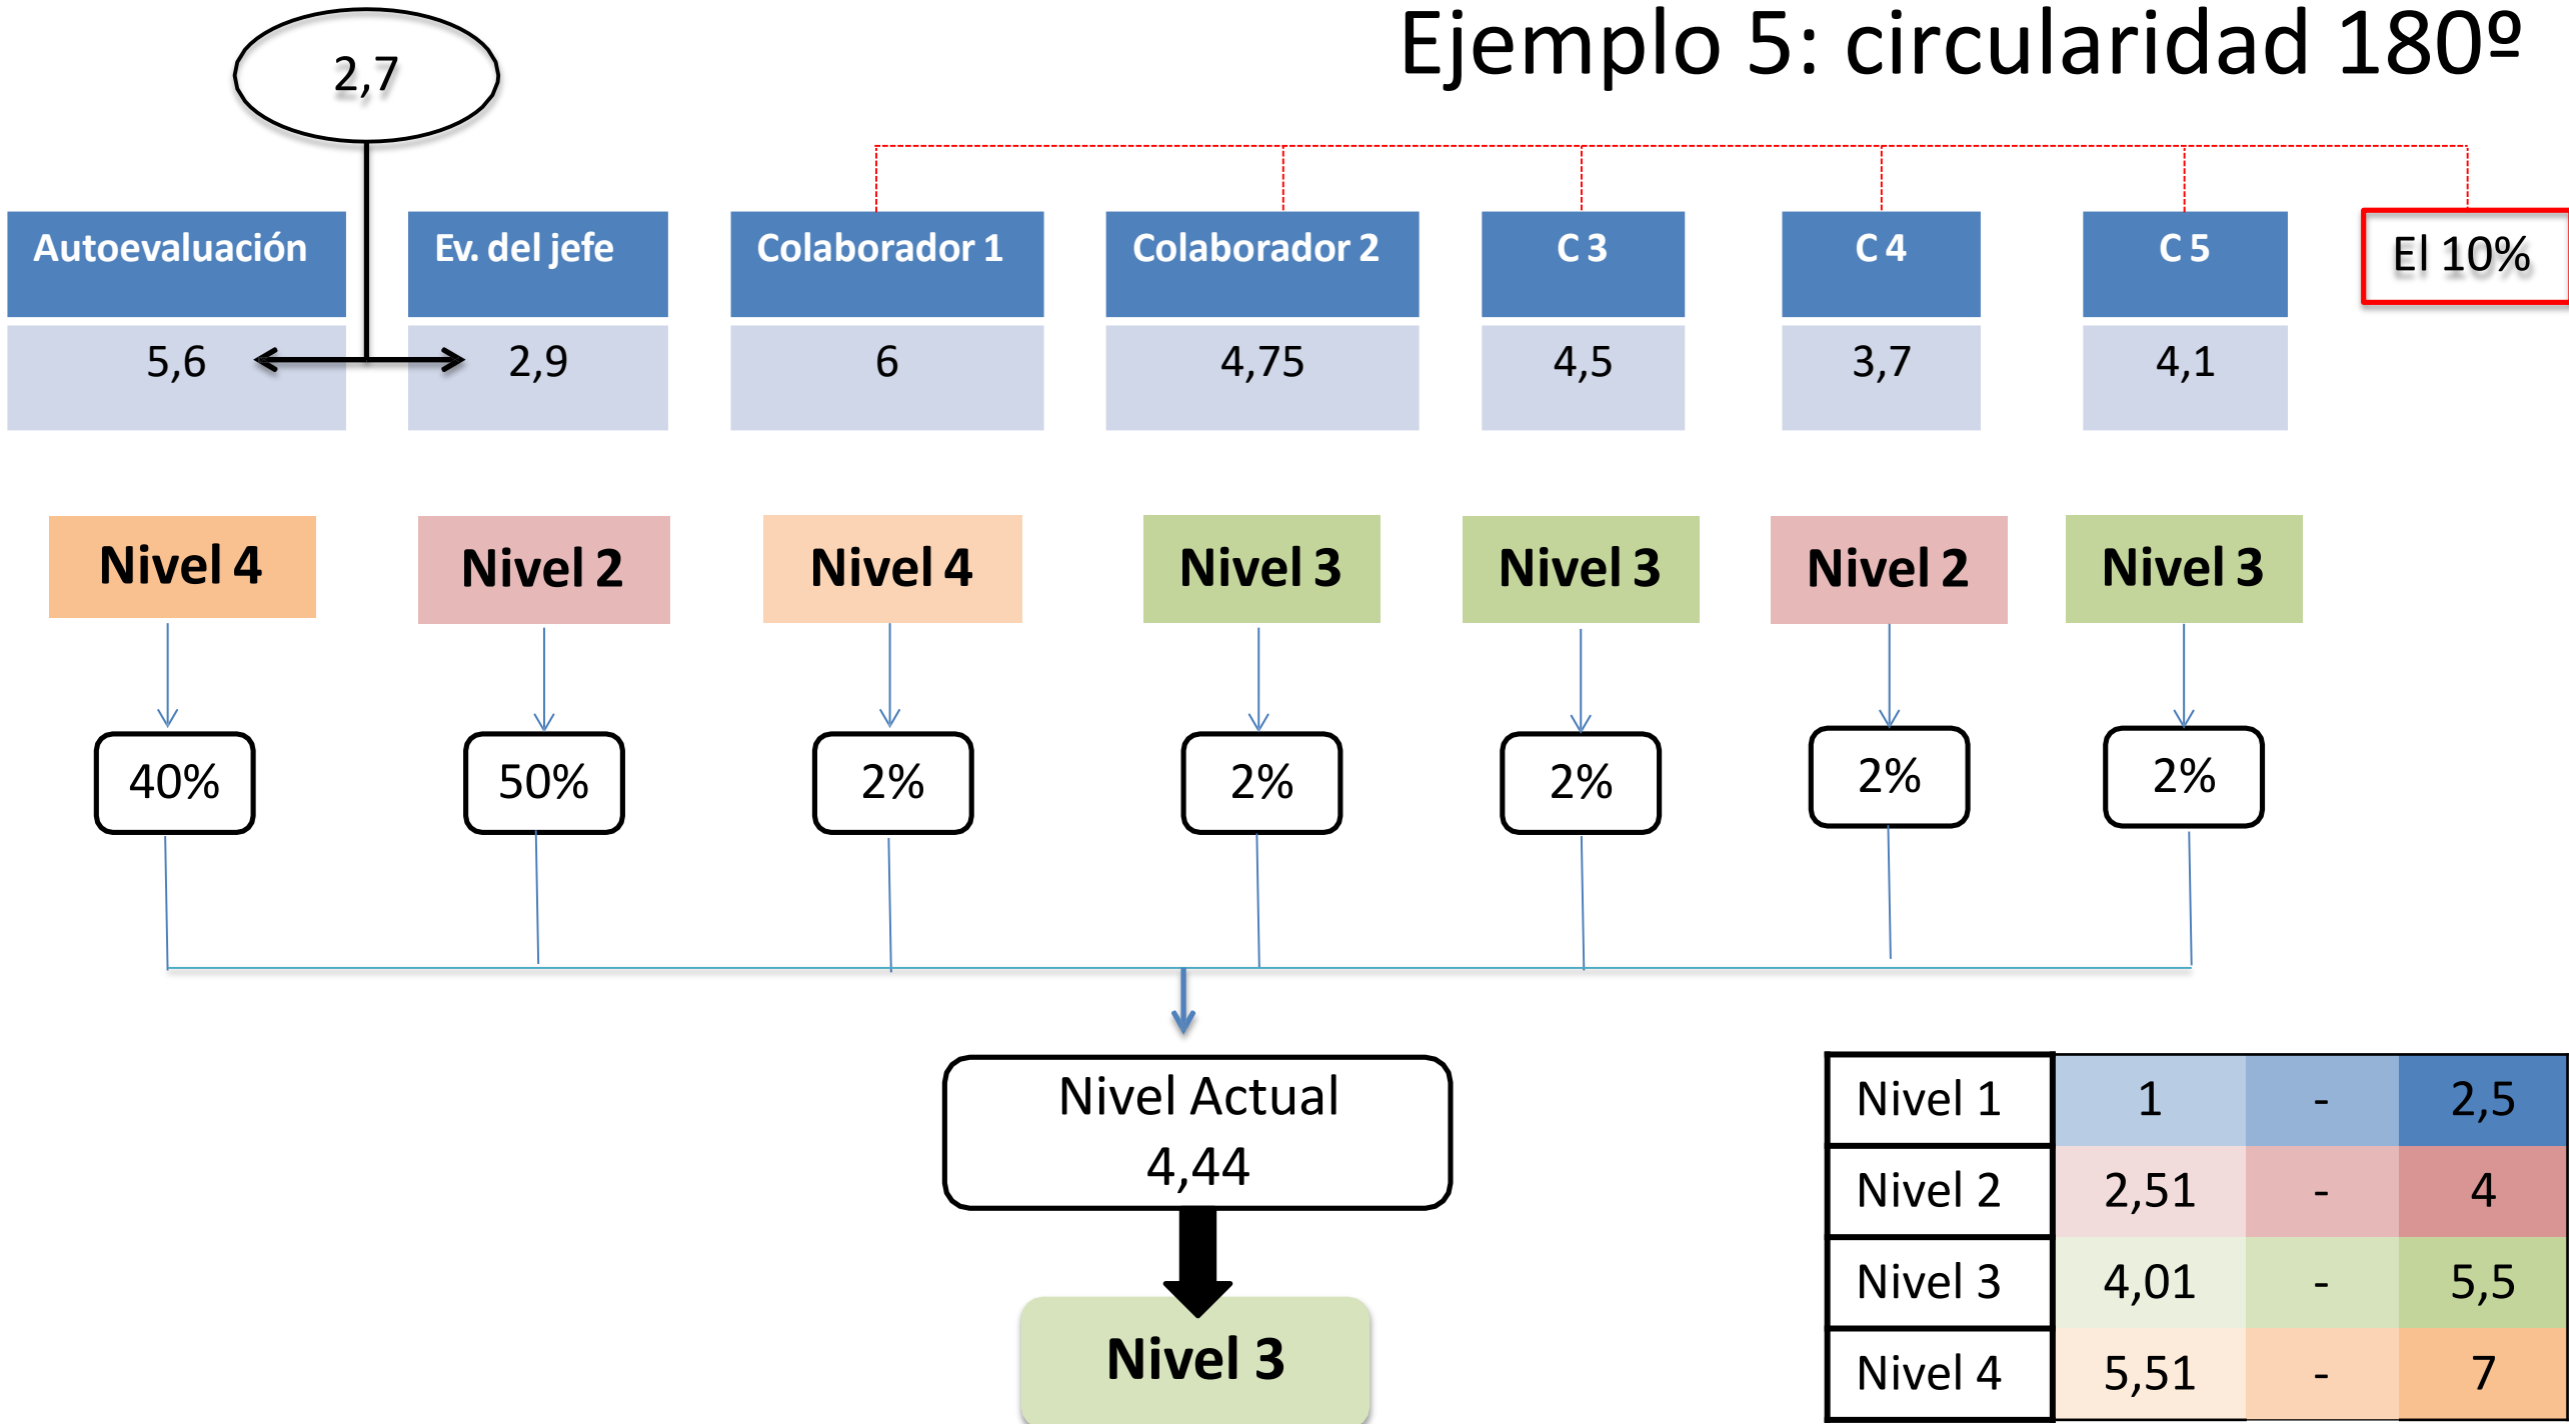 Ejemplo 5: circularidad 180º
2,7
Autoevaluación Ev. del jefe Colaborador 1 Colaborador 2 C 3 C 4 C 5 El 10%
5,6 2,9 6 4,75 4,5 3,7 4,1
Nivel 4 Nivel 2 Nivel 4 Nivel 3 Nivel 3 Nivel 2 Nivel 3
40% 50% 2% 2% 2% 2% 2%
Nivel Actual
4,44
Nivel 3
Nivel 1 1 - 2,5
Nivel 2 2,51 - 4
Nivel 3 4,01 - 5,5
Nivel 4 5,51 - 7